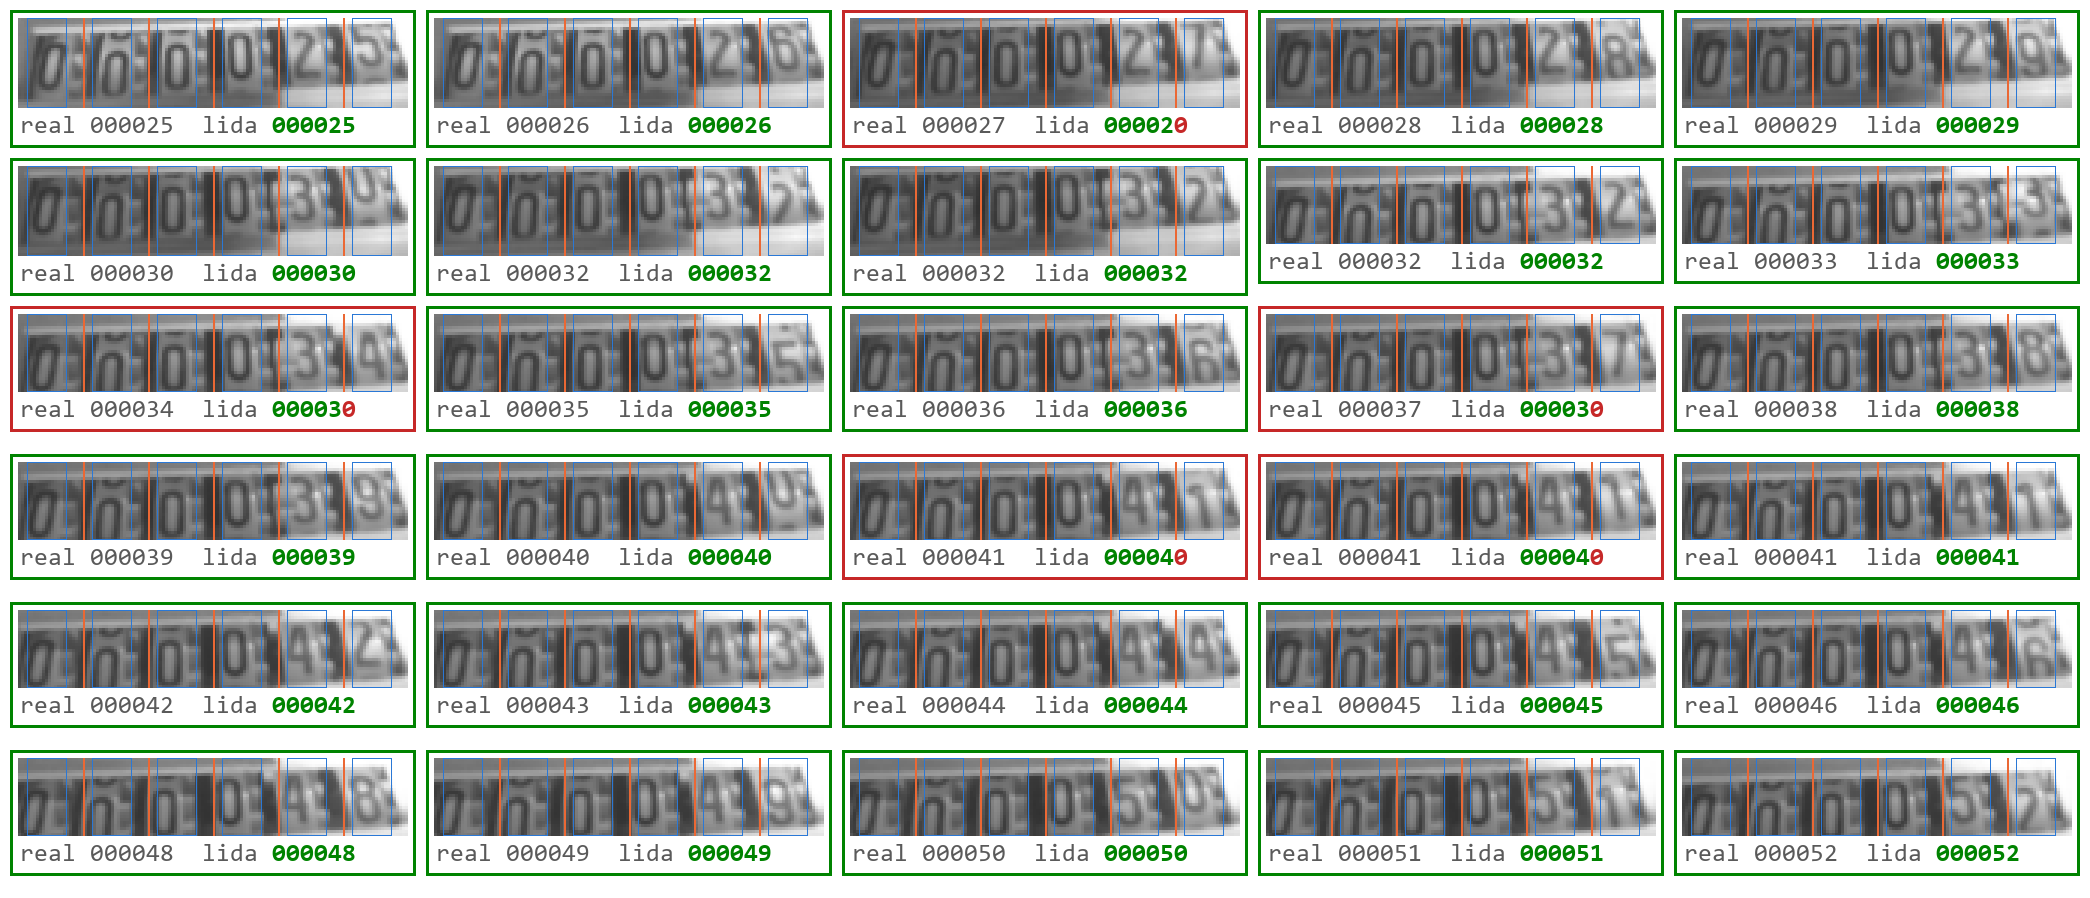 real 000025 lida 000025
real 000026 lida 000026
real 000027 lida 000020
real 000028 lida 000028
real 000029 lida 000029
real 000030 lida 000030
real 000032 lida 000032
real 000032 lida 000032
real 000032 lida 000032
real 000033 lida 000033
real 000034 lida 000030
real 000035 lida 000035
real 000036 lida 000036
real 000037 lida 000030
real 000038 lida 000038
real 000039 lida 000039
real 000040 lida 000040
real 000041 lida 000040
real 000041 lida 000040
real 000041 lida 000041
real 000042 lida 000042
real 000043 lida 000043
real 000044 lida 000044
real 000045 lida 000045
real 000046 lida 000046
real 000048 lida 000048
real 000049 lida 000049
real 000050 lida 000050
real 000051 lida 000051
real 000052 lida 000052